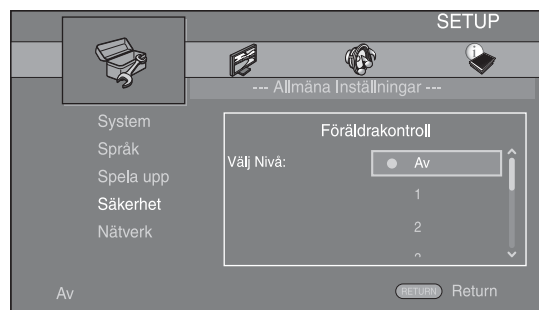 SETUP
--- Allmäna Inställningar ---
System
Språk
Spela upp
Säkerhet
Nätverk
Föräldrakontroll
Välj Nivå:
Av
1
2
Av
RETURN Return